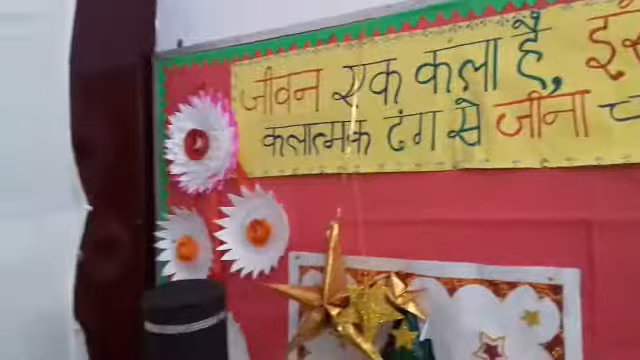 जीवन एक कला है,
कलात्मक ढंग से जीना